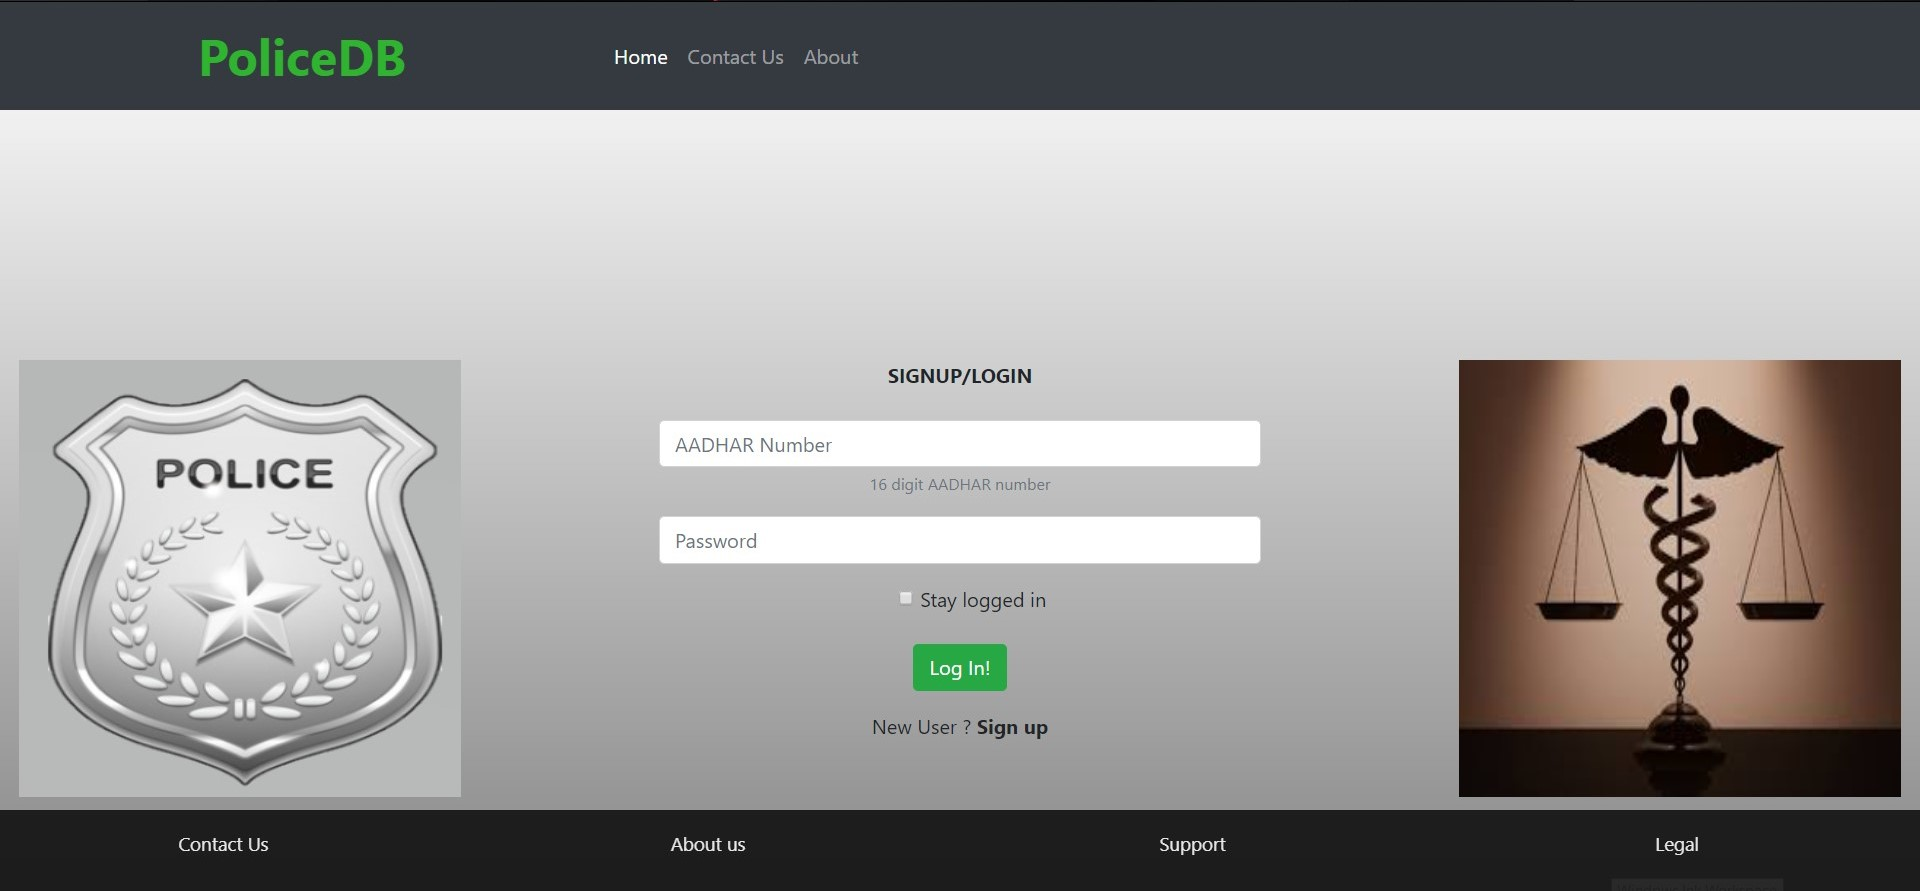 PoliceDB
Home Contact Us About
POLICE
SIGNUP/LOGIN
AADHAR Number
16 digit AADHAR number
Password
Stay logged in
Log In!
New User ? Sign up
Contact Us About us Support Legal